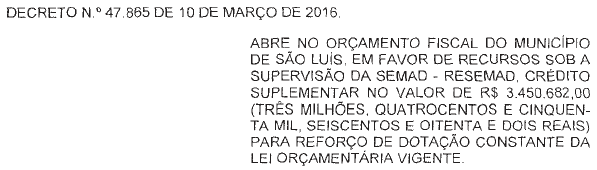 DECRETO N.º 47.865 DE 10 DE MARÇO DE 2016.
ABRE NO ORÇAMENTO FISCAL DO MUNICÍPIO
DE SÃO LUÍS, EM FAVOR DE RECURSOS SOB A
SUPERVISÃO DA SEMAD - RESEMAD, CRÉDITO
SUPLEMENTAR NO VALOR DE R$ 3.450.682,00
(TRÊS MILHÕES, QUATROCENTOS E CINQUEN-
TA MIL, SEISCENTOS E OITENTA E DOIS REAIS)
PARA REFORÇO DE DOTAÇÃO CONSTANTE DA
LEI ORÇAMENTÁRIA VIGENTE.